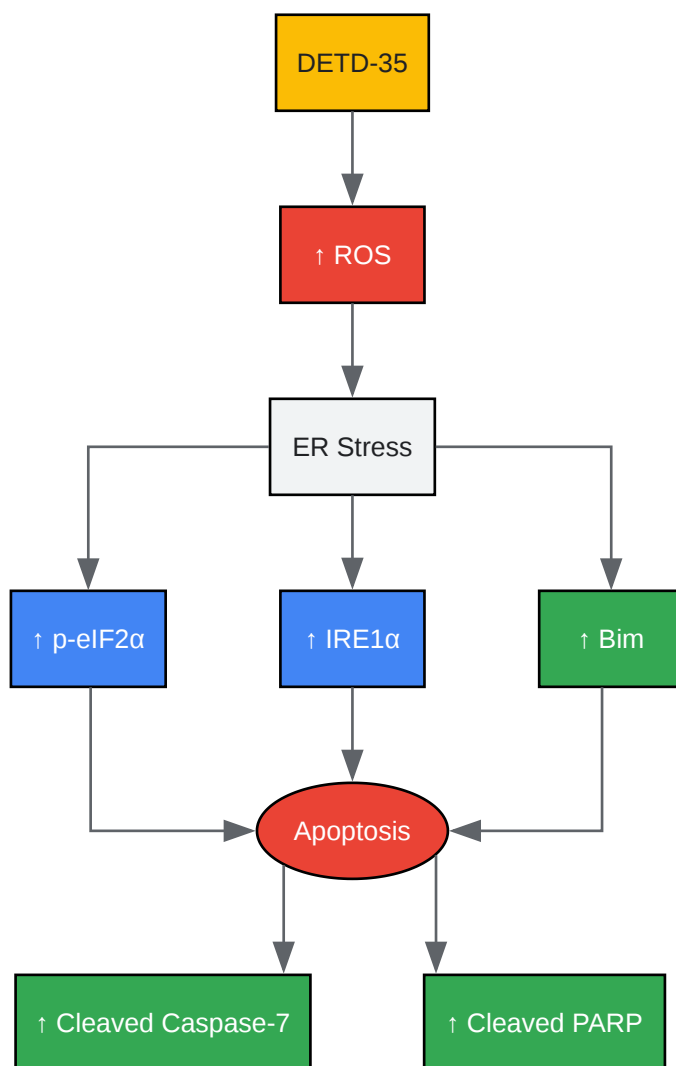 DETD-35
↑ ROS
ER Stress
↑ p-eIF2α
↑ IRE1α
↑ Bim
Apoptosis
↑ Cleaved Caspase-7
↑ Cleaved PARP